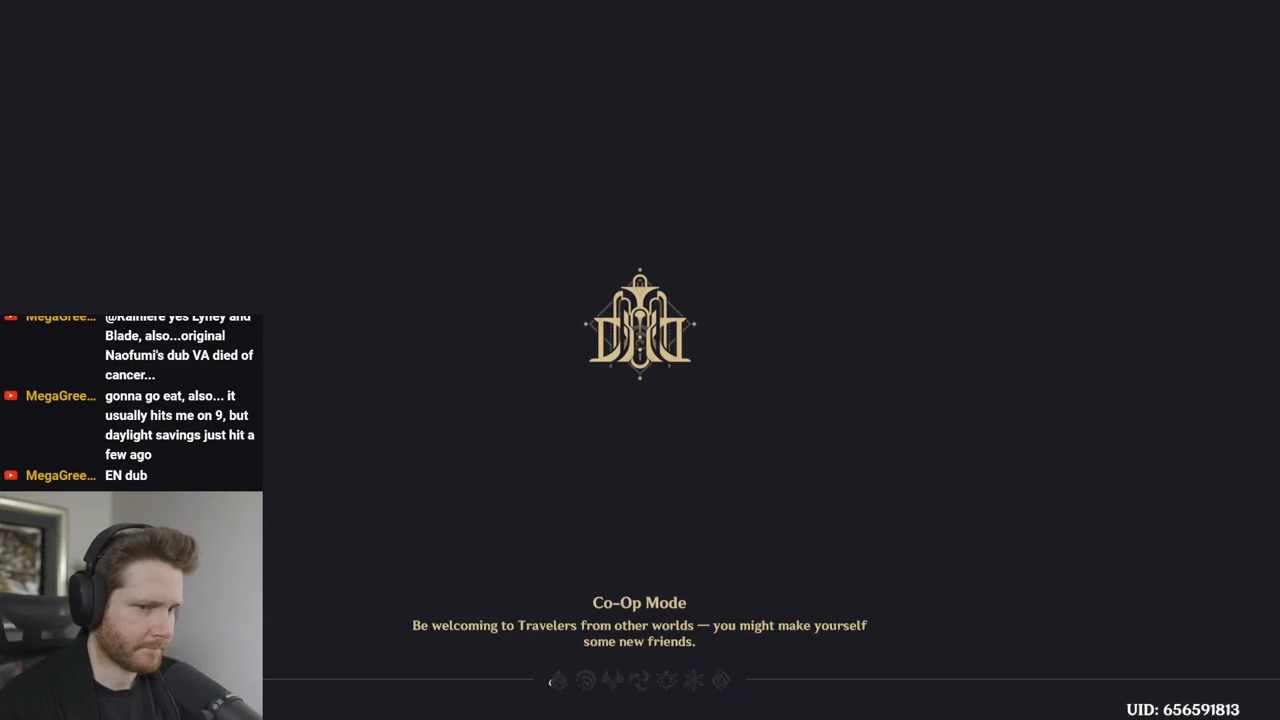 MegaGree... @Rainiere yes Lyney and
Blade, also...original
Naofumi's dub VA died of
cancer...
MegaGree... gonna go eat, also... it
usually hits me on 9, but
daylight savings just hit a
few ago
MegaGree... EN dub
Co-Op Mode
Be welcoming to Travelers from other worlds — you might make yourself
some new friends.
UID: 656591813